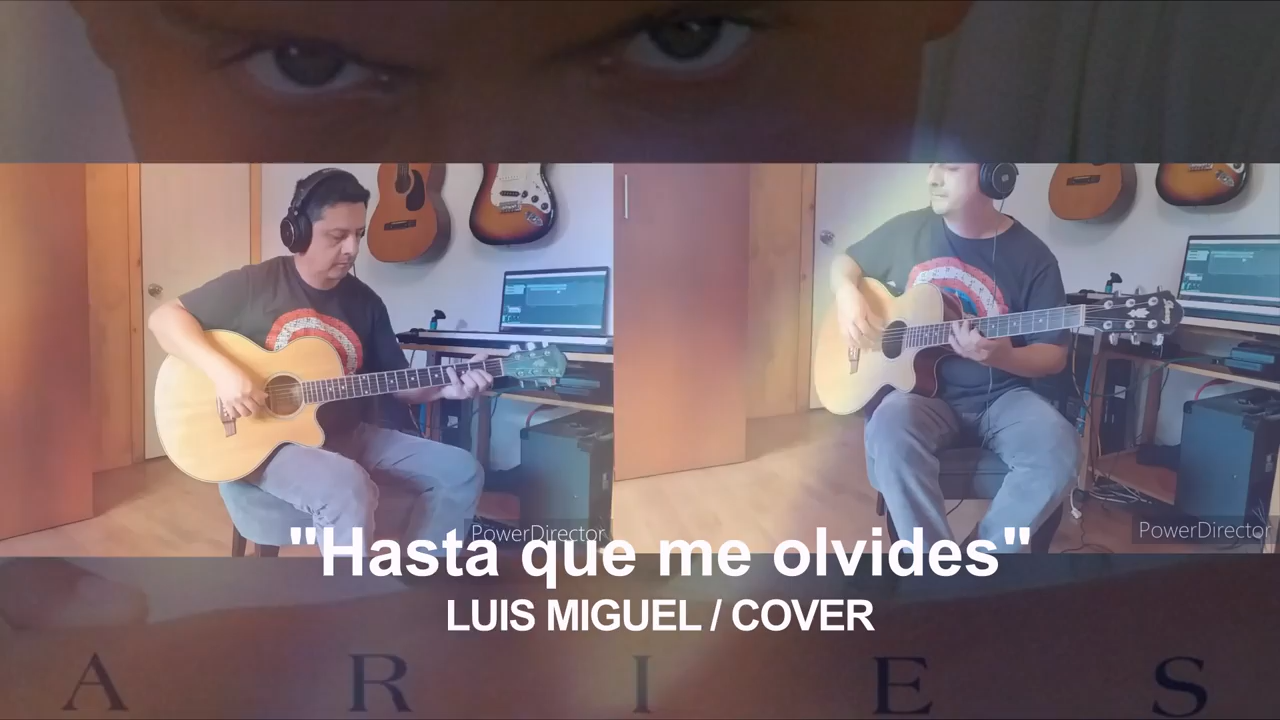 PowerDirector
PowerDirector
"Hasta que me olvides"
LUIS MIGUEL / COVER
A R I E S